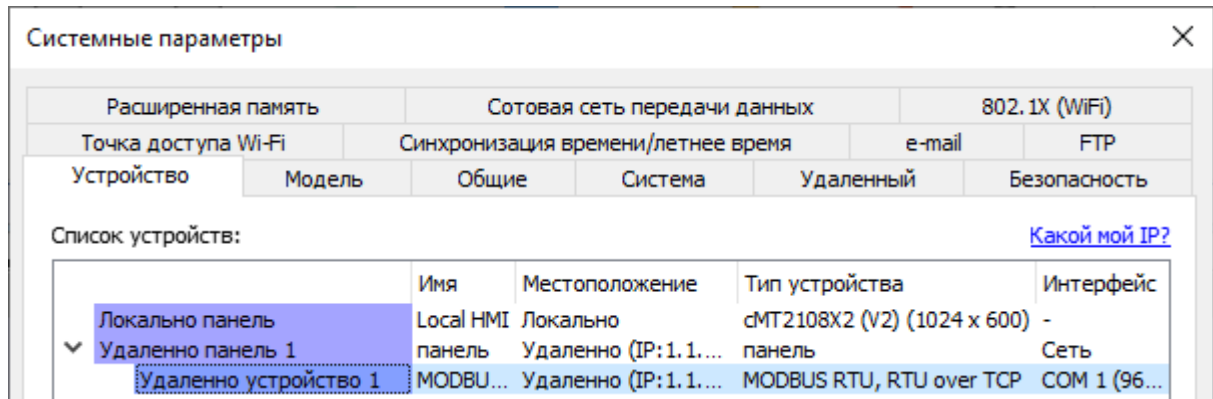 Системные параметры
Расширенная память Сотовая сеть передачи данных 802.1X (WiFi)
Точка доступа Wi-Fi Синхронизация времени/летнее время e-mail FTP
Устройство Модель Общие Система Удаленный Безопасность
Список устройств: Какой мой IP?
Имя Местоположение Тип устройства Интерфейс
Локально панель Local HMI Локально cMT2108X2 (V2) (1024 x 600) -
Удаленно панель 1 панель Удаленно (IP:1.1.... панель Сеть
Удаленно устройство 1 MODBU... Удаленно (IP:1.1.... MODBUS RTU, RTU over TCP COM 1 (96...